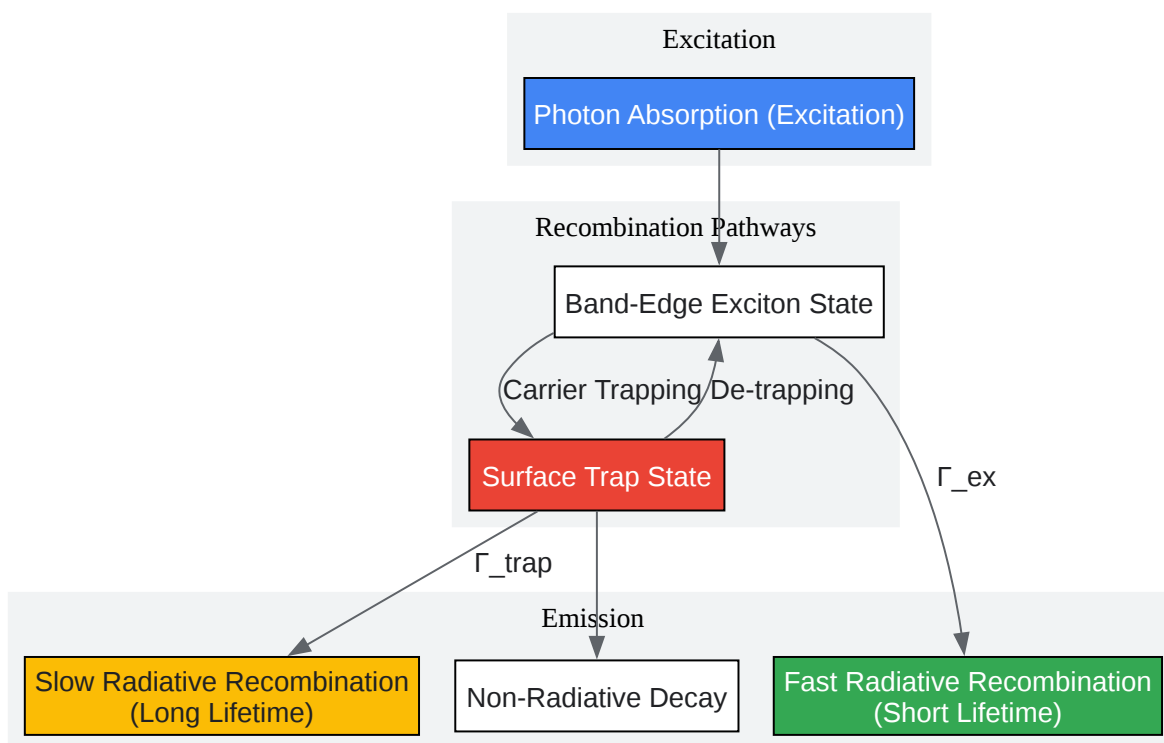 Excitation
Photon Absorption (Excitation)
Recombination Pathways
Band-Edge Exciton State
Carrier Trapping
De-trapping
Surface Trap State
Γ_ex
Γ_trap
Emission
Slow Radiative Recombination
(Long Lifetime)
Non-Radiative Decay
Fast Radiative Recombination
(Short Lifetime)